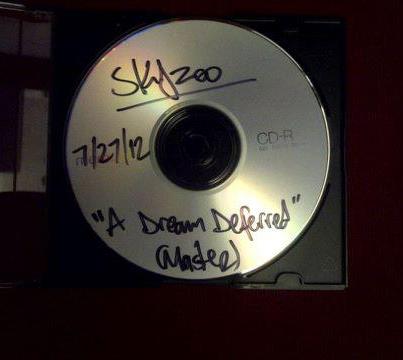 Skyzoo
7/27/12
CD-R
"A Dream Deferred"
(Master)